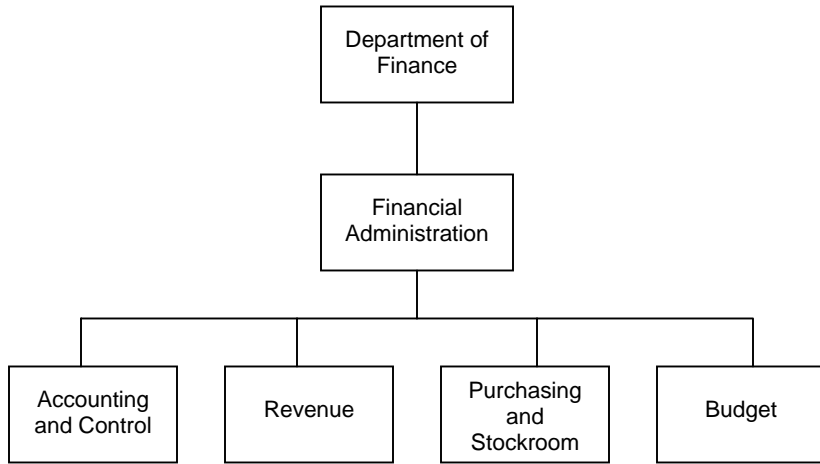 Department of
Finance
Financial
Administration
Accounting
and Control
Revenue
Purchasing
and
Stockroom
Budget